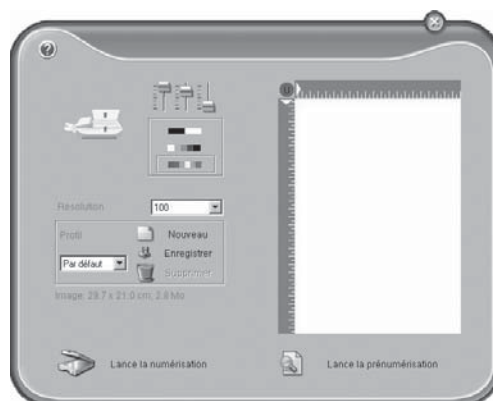 Résolution
100
Profil
Nouveau
Par défaut
Enregistrer
Supprimer
Image: 29.7 x 21.0 cm; 2.8 Mo
Lance la numérisation
Lance la prénumérisation